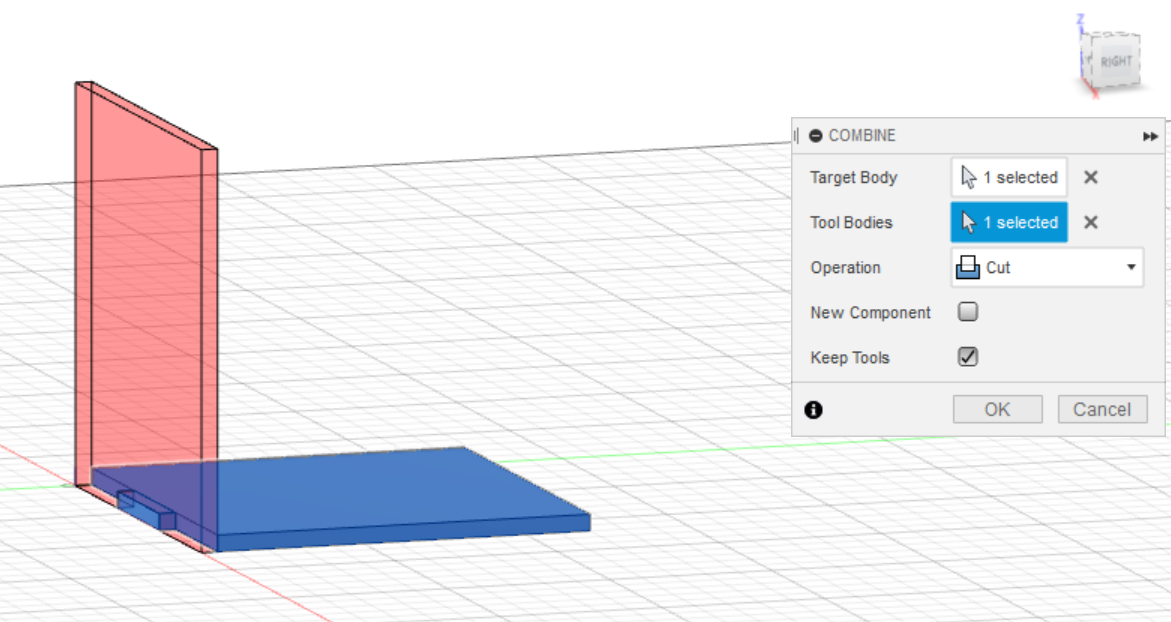 Z
RIGHT
X
COMBINE
Target Body 1 selected
Tool Bodies 1 selected
Operation Cut
New Component
Keep Tools
OK Cancel